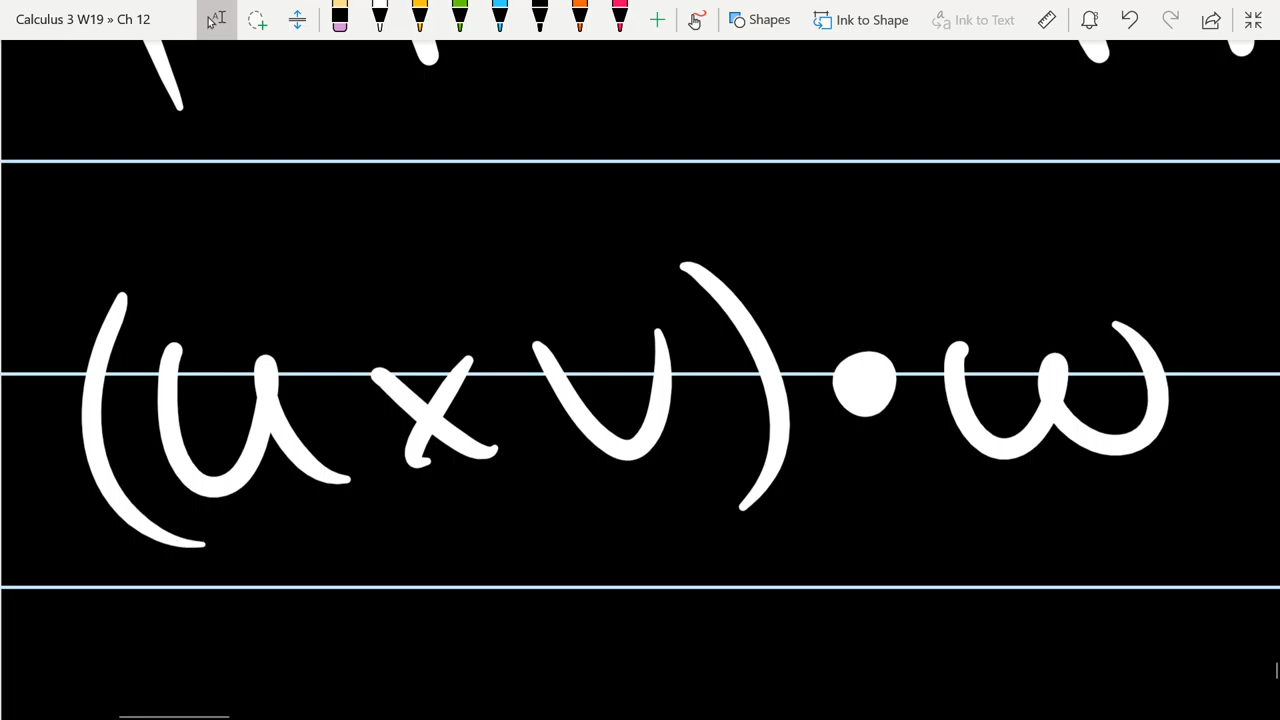 Calculus 3 W19 » Ch 12 Shapes Ink to Shape Ink to Text
(u × v) • w